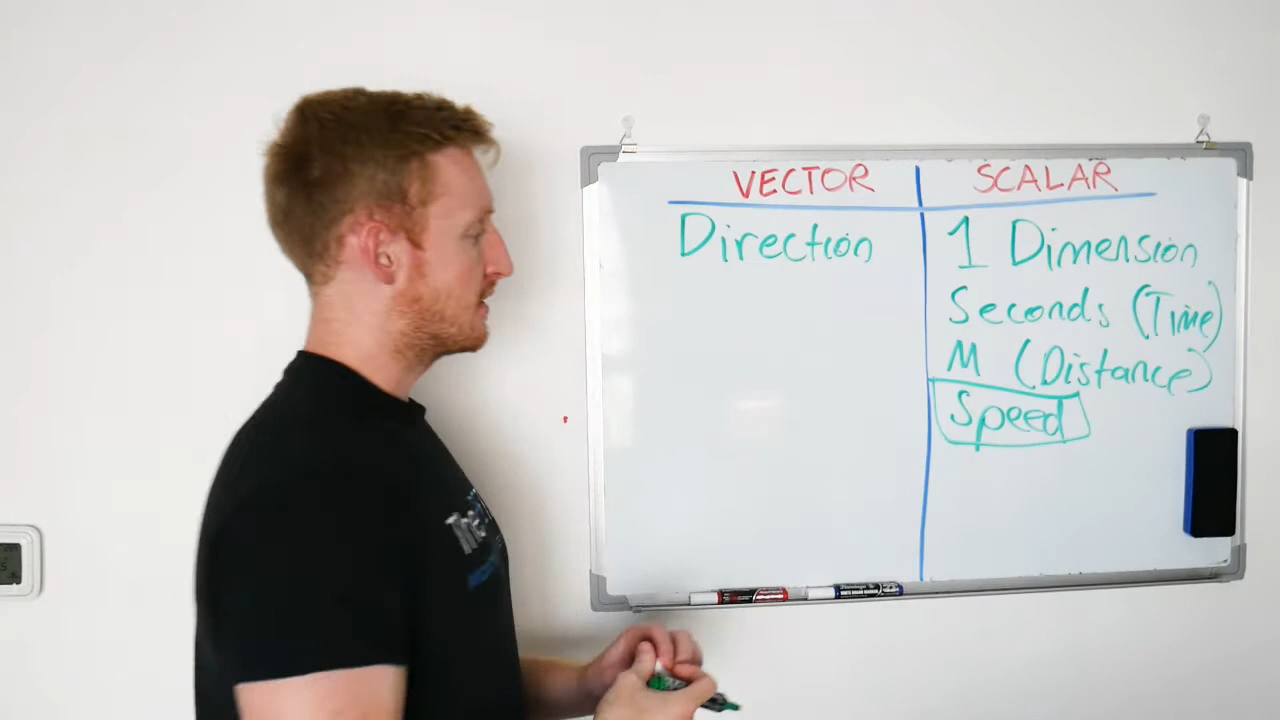 VECTOR
SCALAR
Direction
1 Dimension
Seconds (Time)
M (Distance)
Speed